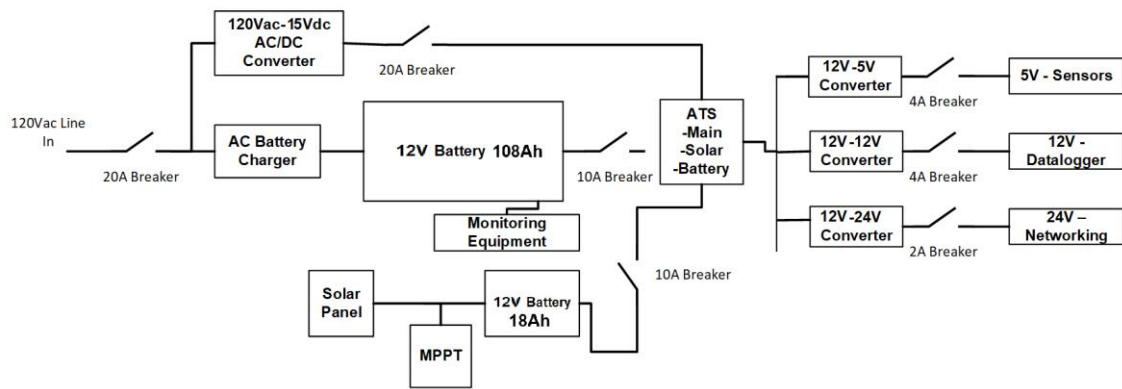 120Vac-15Vdc
AC/DC
Converter
20A Breaker
120Vac Line
In
20A Breaker
AC Battery
Charger
12V Battery 108Ah
10A Breaker
Monitoring
Equipment
ATS
-Main
-Solar
-Battery
12V-5V
Converter
4A Breaker
5V - Sensors
12V-12V
Converter
4A Breaker
12V -
Datalogger
12V-24V
Converter
2A Breaker
24V –
Networking
10A Breaker
Solar
Panel
MPPT
12V Battery
18Ah